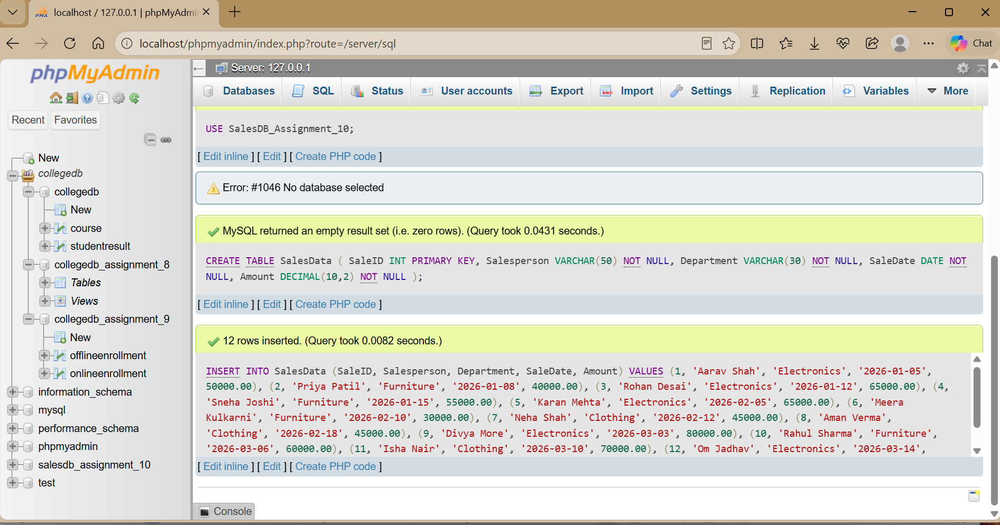 localhost / 127.0.0.1 | phpMyAdmi
localhost/phpmyadmin/index.php?route=/server/sql
Chat
phpMyAdmin
Recent
Favorites
New
collegedb
collegedb
New
course
studentresult
collegedb_assignment_8
Tables
Views
collegedb_assignment_9
New
offlineenrollment
onlineenrollment
information_schema
mysql
performance_schema
phpmyadmin
salesdb_assignment_10
test
Server: 127.0.0.1
Databases SQL Status User accounts Export Import Settings Replication Variables More
USE SalesDB_Assignment_10;
[ Edit inline ] [ Edit ] [ Create PHP code ]
Error: #1046 No database selected
MySQL returned an empty result set (i.e. zero rows). (Query took 0.0431 seconds.)
CREATE TABLE SalesData ( SaleID INT PRIMARY KEY, Salesperson VARCHAR(50) NOT NULL, Department VARCHAR(30) NOT NULL, SaleDate DATE NOT
NULL, Amount DECIMAL(10,2) NOT NULL );
[ Edit inline ] [ Edit ] [ Create PHP code ]
12 rows inserted. (Query took 0.0082 seconds.)
INSERT INTO SalesData (SaleID, Salesperson, Department, SaleDate, Amount) VALUES (1, 'Aarav Shah', 'Electronics', '2026-01-05',
50000.00), (2, 'Priya Patil', 'Furniture', '2026-01-08', 40000.00), (3, 'Rohan Desai', 'Electronics', '2026-01-12', 65000.00), (4,
'Sneha Joshi', 'Furniture', '2026-01-15', 55000.00), (5, 'Karan Mehta', 'Electronics', '2026-02-05', 65000.00), (6, 'Meera
Kulkarni', 'Furniture', '2026-02-10', 30000.00), (7, 'Neha Shah', 'Clothing', '2026-02-12', 45000.00), (8, 'Aman Verma',
'Clothing', '2026-02-18', 45000.00), (9, 'Divya More', 'Electronics', '2026-03-03', 80000.00), (10, 'Rahul Sharma', 'Furniture',
'2026-03-06', 60000.00), (11, 'Isha Nair', 'Clothing', '2026-03-10', 70000.00), (12, 'Om Jadhav', 'Electronics', '2026-03-14',
[ Edit inline ] [ Edit ] [ Create PHP code ]
Console